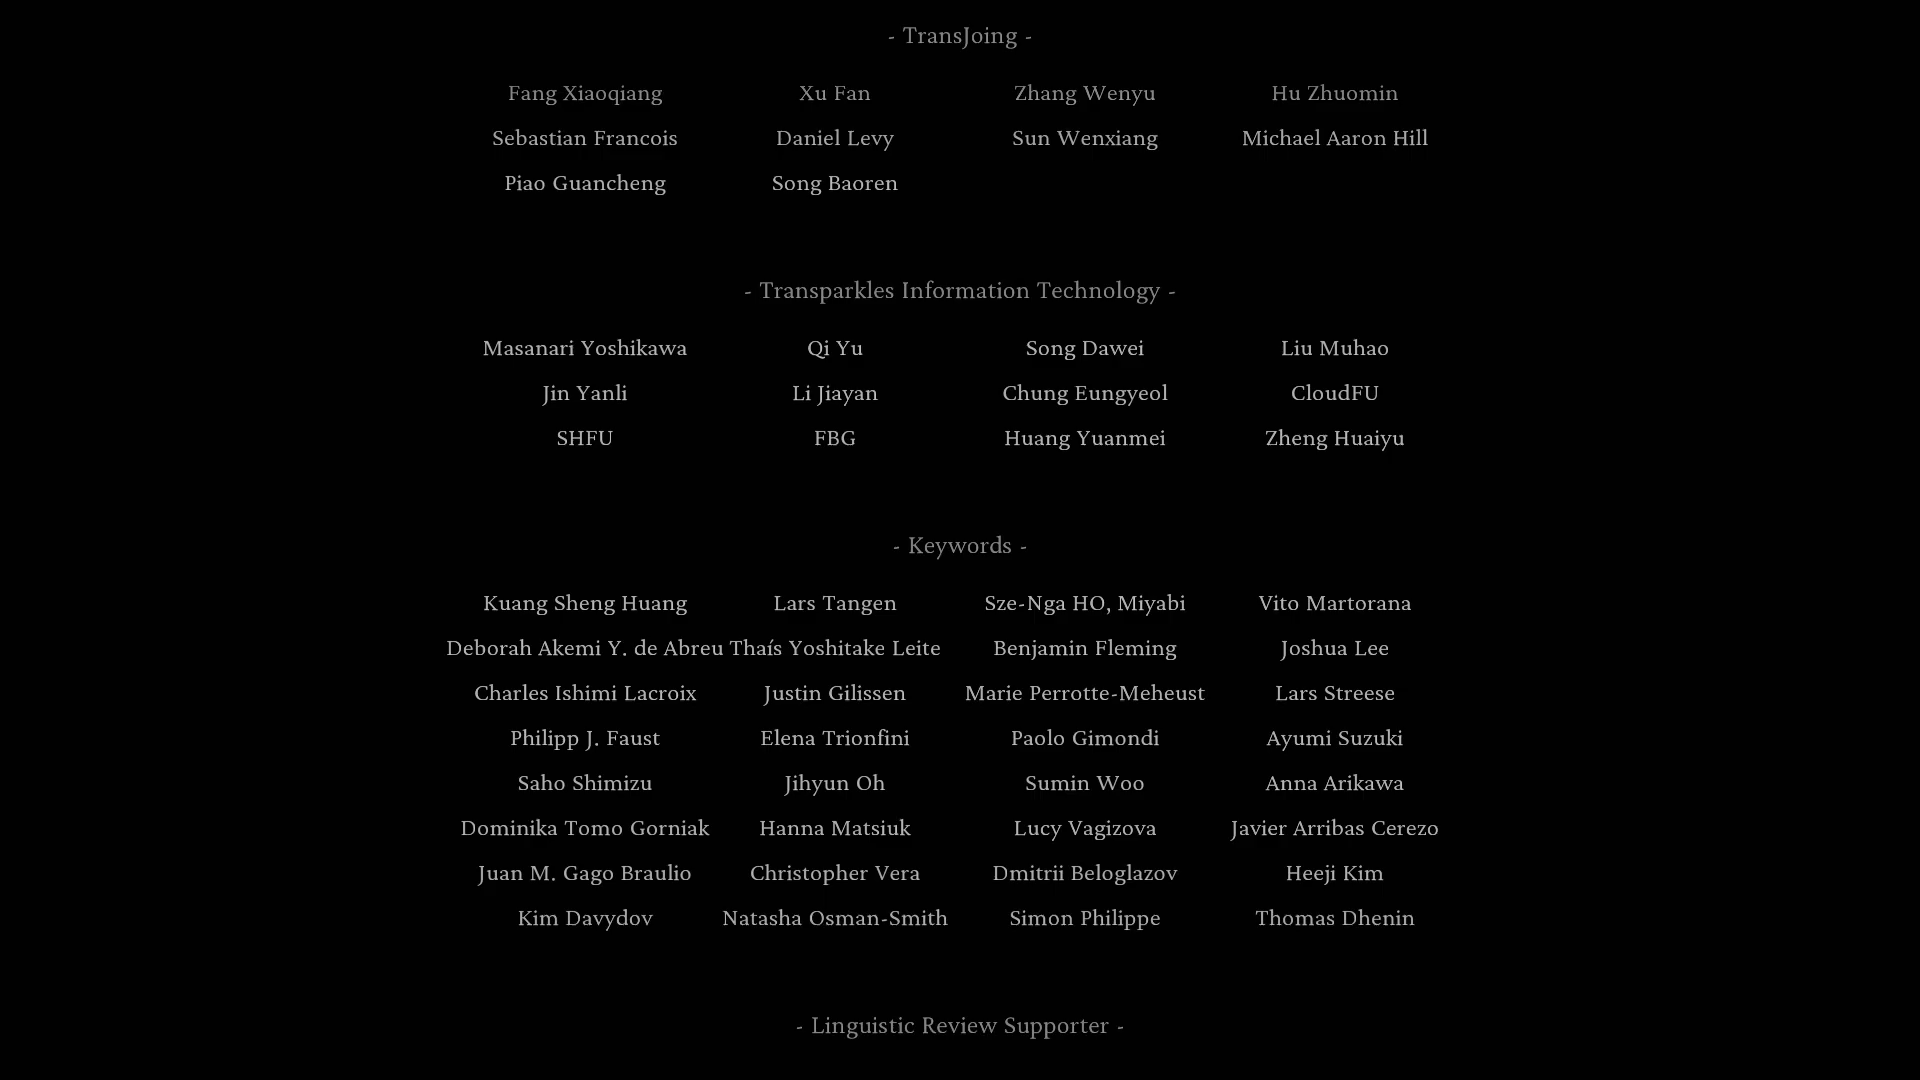 - TransJoing -
Fang Xiaoqiang Xu Fan Zhang Wenyu Hu Zhuomin
Sebastian Francois Daniel Levy Sun Wenxiang Michael Aaron Hill
Piao Guancheng Song Baoren
- Transparkles Information Technology -
Masanari Yoshikawa Qi Yu Song Dawei Liu Muhao
Jin Yanli Li Jiayan Chung Eungyeol CloudFU
SHFU FBG Huang Yuanmei Zheng Huaiyu
- Keywords -
Kuang Sheng Huang Lars Tangen Sze-Nga HO, Miyabi Vito Martorana
Deborah Akemi Y. de Abreu Thaís Yoshitake Leite Benjamin Fleming Joshua Lee
Charles Ishimi Lacroix Justin Gilissen Marie Perrotte-Meheust Lars Streese
Philipp J. Faust Elena Trionfini Paolo Gimondi Ayumi Suzuki
Saho Shimizu Jihyun Oh Sumin Woo Anna Arikawa
Dominika Tomo Gorniak Hanna Matsiuk Lucy Vagizova Javier Arribas Cerezo
Juan M. Gago Braulio Christopher Vera Dmitrii Beloglazov Heeji Kim
Kim Davydov Natasha Osman-Smith Simon Philippe Thomas Dhenin
- Linguistic Review Supporter -